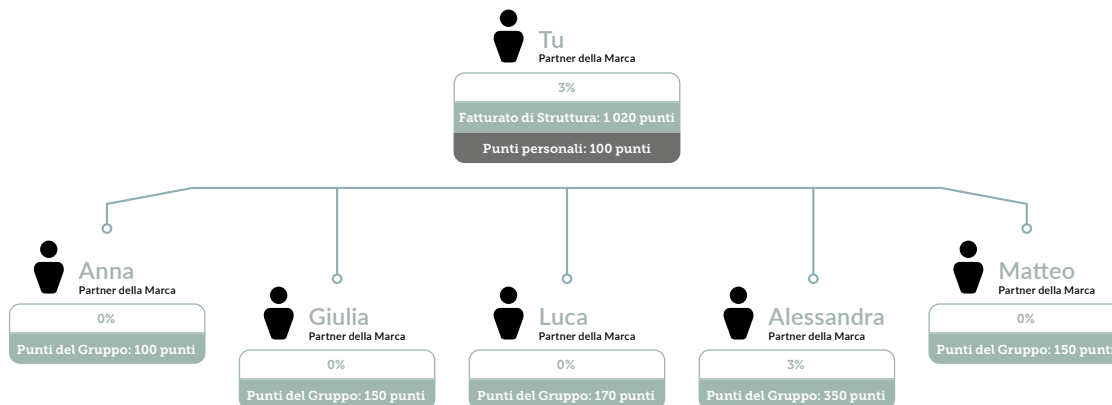 Tu
Partner della Marca
3%
Fatturato di Struttura: 1 020 punti
Punti personali: 100 punti
Anna
Partner della Marca
0%
Punti del Gruppo: 100 punti
Giulia
Partner della Marca
0%
Punti del Gruppo: 150 punti
Luca
Partner della Marca
0%
Punti del Gruppo: 170 punti
Alessandra
Partner della Marca
3%
Punti del Gruppo: 350 punti
Matteo
Partner della Marca
0%
Punti del Gruppo: 150 punti